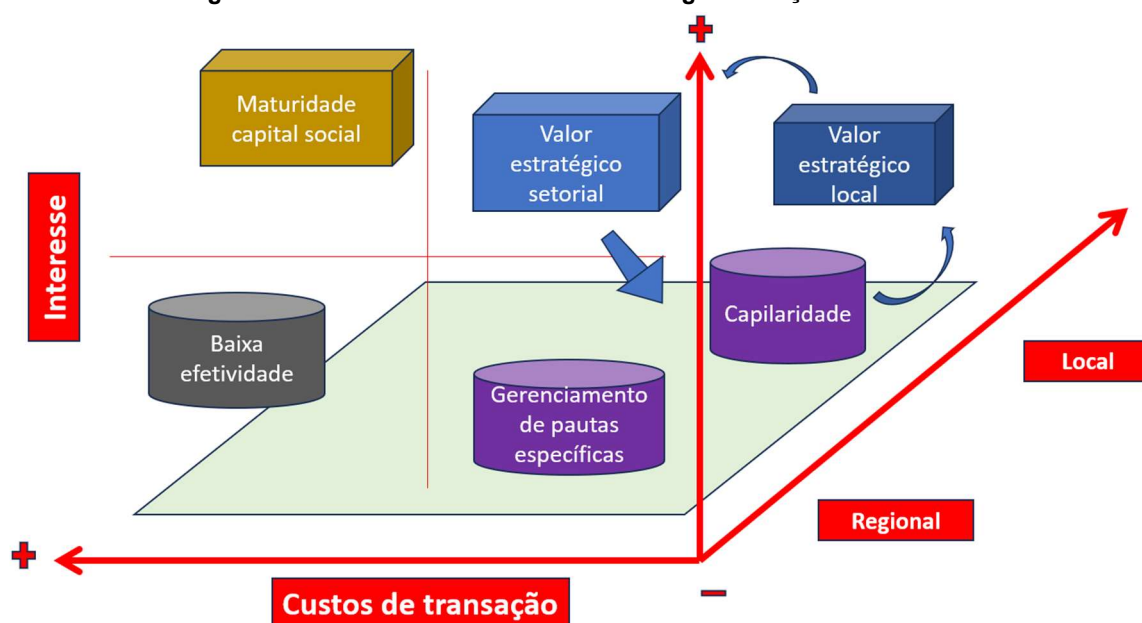 Maturidade
capital social
Valor
estratégico
setorial
Valor
estratégico
local
Interesse
Baixa
efetividade
Capilaridade
Gerenciamento
de pautas
específicas
Local
Regional
Custos de transação